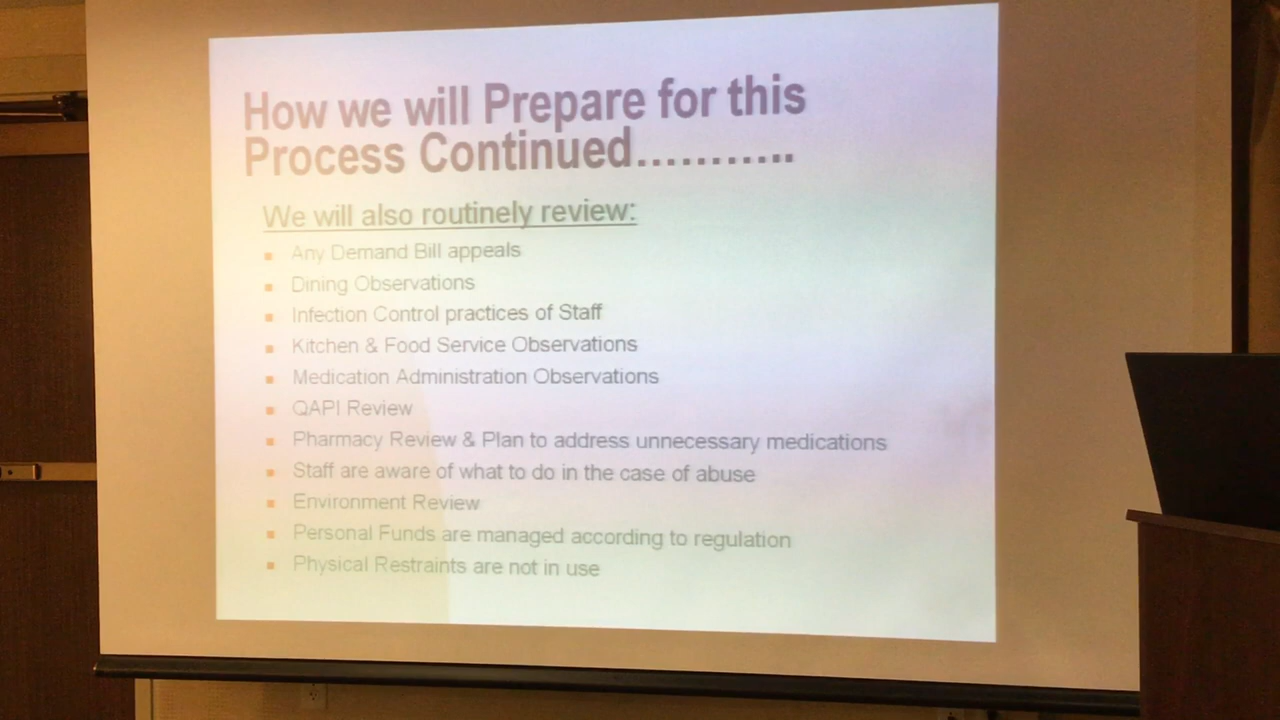 How we will Prepare for this
Process Continued………..
We will also routinely review:
▪ Any Demand Bill appeals
▪ Dining Observations
▪ Infection Control practices of Staff
▪ Kitchen & Food Service Observations
▪ Medication Administration Observations
▪ QAPI Review
▪ Pharmacy Review & Plan to address unnecessary medications
▪ Staff are aware of what to do in the case of abuse
▪ Environment Review
▪ Personal Funds are managed according to regulation
▪ Physical Restraints are not in use